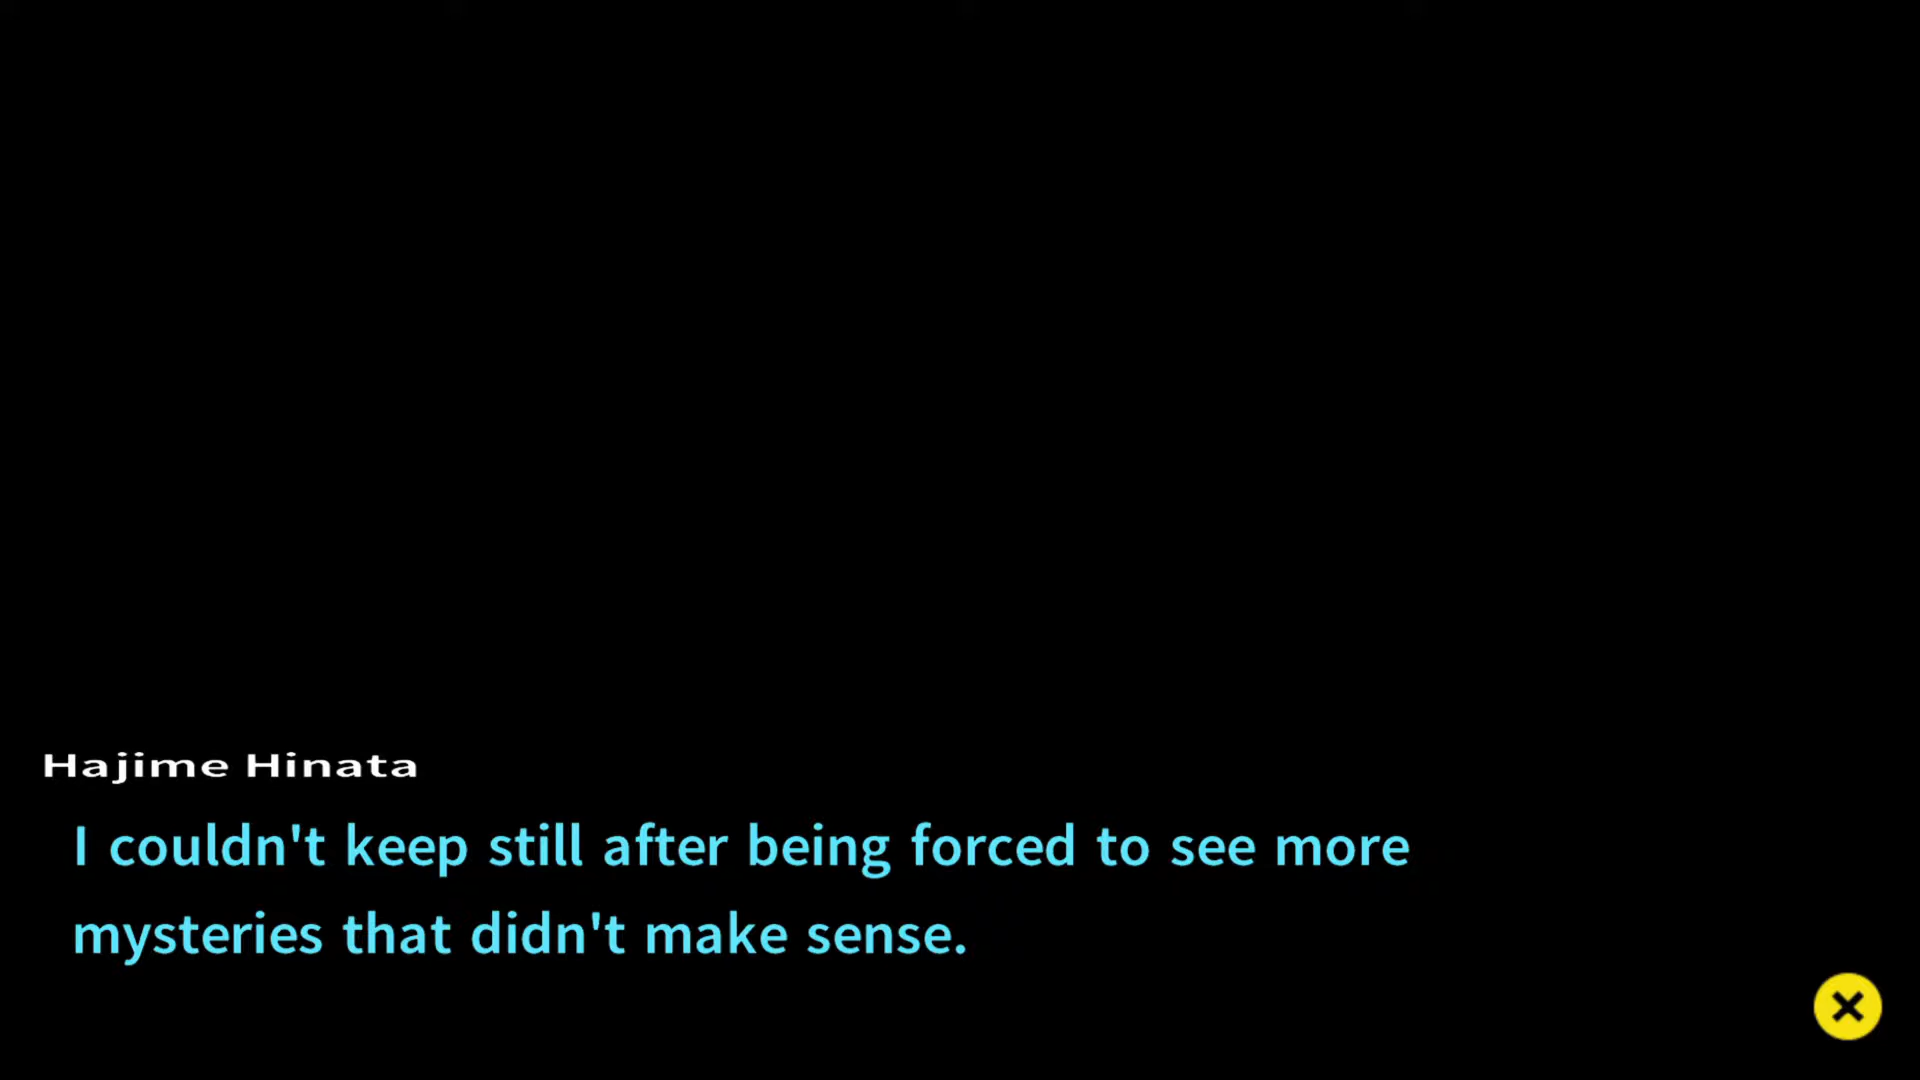 Hajime Hinata
I couldn't keep still after being forced to see more
mysteries that didn't make sense.